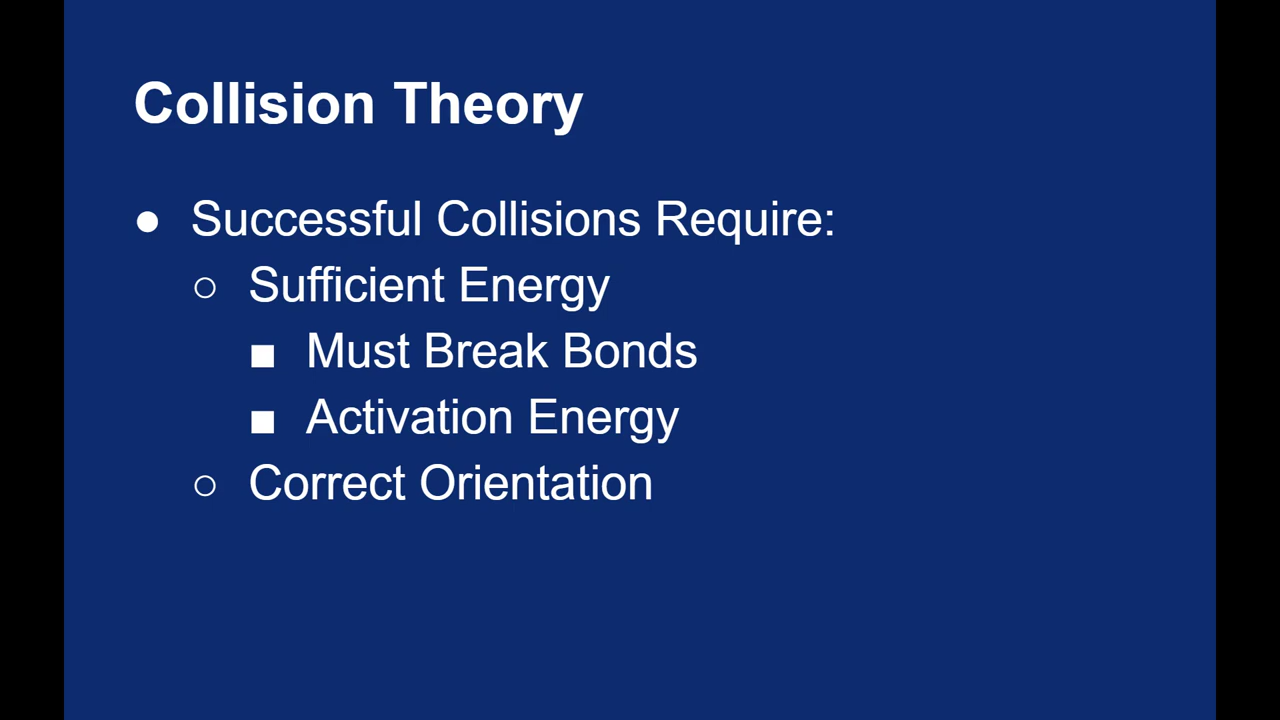 Collision Theory
● Successful Collisions Require:
○ Sufficient Energy
■ Must Break Bonds
■ Activation Energy
○ Correct Orientation